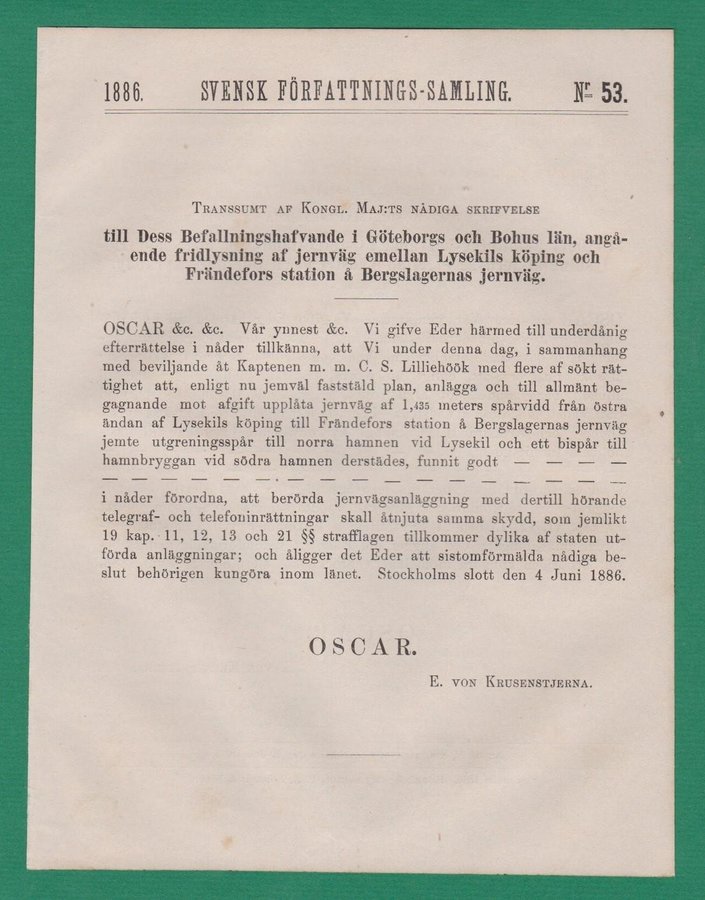 1886. SVENSK FÖRFATTNINGS-SAMLING. Nr 53.
TRANSSUMT AF KONGL. MAJ:TS NÅDIGA SKRIFVELSE
till Dess Befallningshafvande i Göteborgs och Bohus län, angå-
ende fridlysning af jernväg emellan Lysekils köping och
Frändefors station å Bergslagernas jernväg.
OSCAR &c. &c. Vår ynnest &c. Vi gifve Eder härmed till underdånig
efterrättelse i nåder tillkänna, att Vi under denna dag, i sammanhang
med beviljande åt Kaptenen m. m. C. S. Lilliehöök med flere af sökt rät-
tighet att, enligt nu jemväl faststäld plan, anlägga och till allmänt be-
gagnande mot afgift upplåta jernväg af 1,435 meters spårvidd från östra
ändan af Lysekils köping till Frändefors station å Bergslagernas jernväg
jemte utgreningsspår till norra hamnen vid Lysekil och ett bispår till
hamnbryggan vid södra hamnen derstädes, funnit godt — — — —
— — — — — — — — — — — — — — — — — —
i nåder förordna, att berörda jernvägsanläggning med dertill hörande
telegraf- och telefoninrättningar skall åtnjuta samma skydd, som jemlikt
19 kap. 11, 12, 13 och 21 §§ strafflagen tillkommer dylika af staten ut-
förda anläggningar; och åligger det Eder att sistomförmälda nådiga be-
slut behörigen kungöra inom länet. Stockholms slott den 4 Juni 1886.
OSCAR.
E. VON KRUSENSTJERNA.